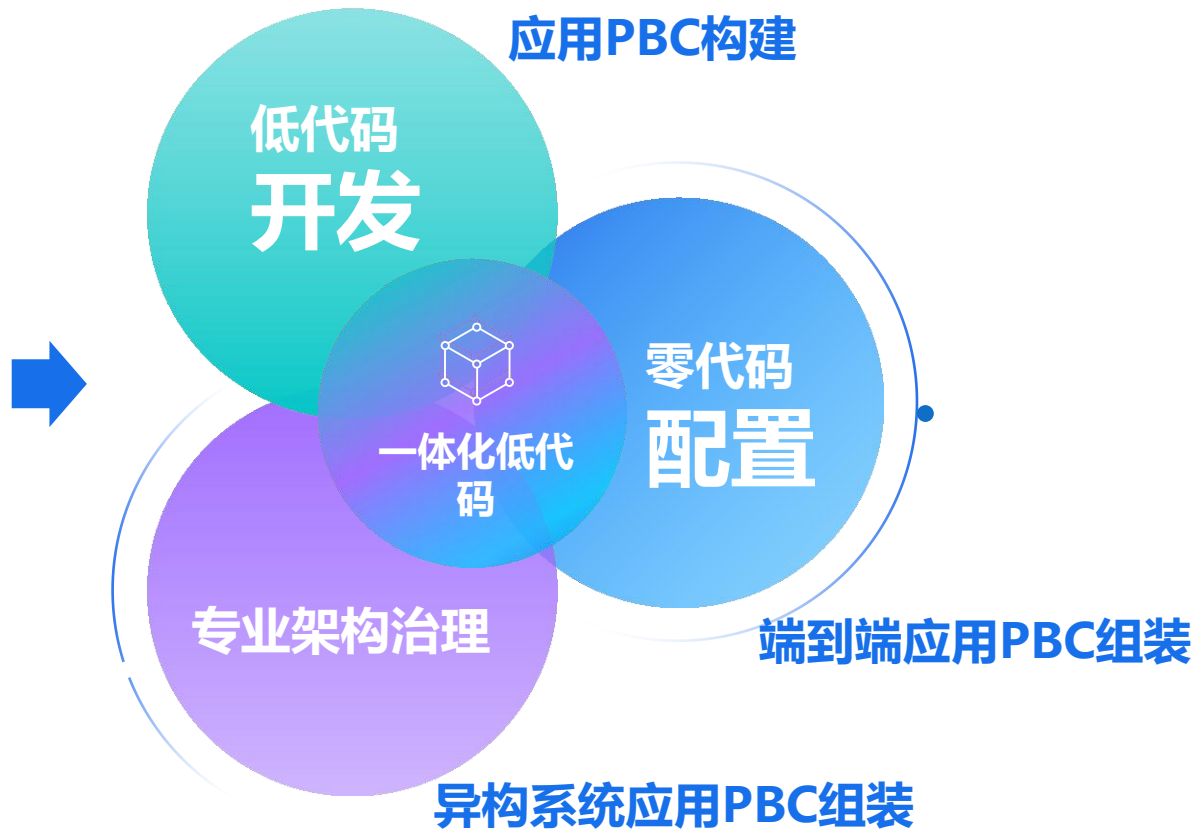 应用PBC构建
低代码
开发
零代码
配置
一体化低代
码
专业架构治理
端到端应用PBC组装
异构系统应用PBC组装